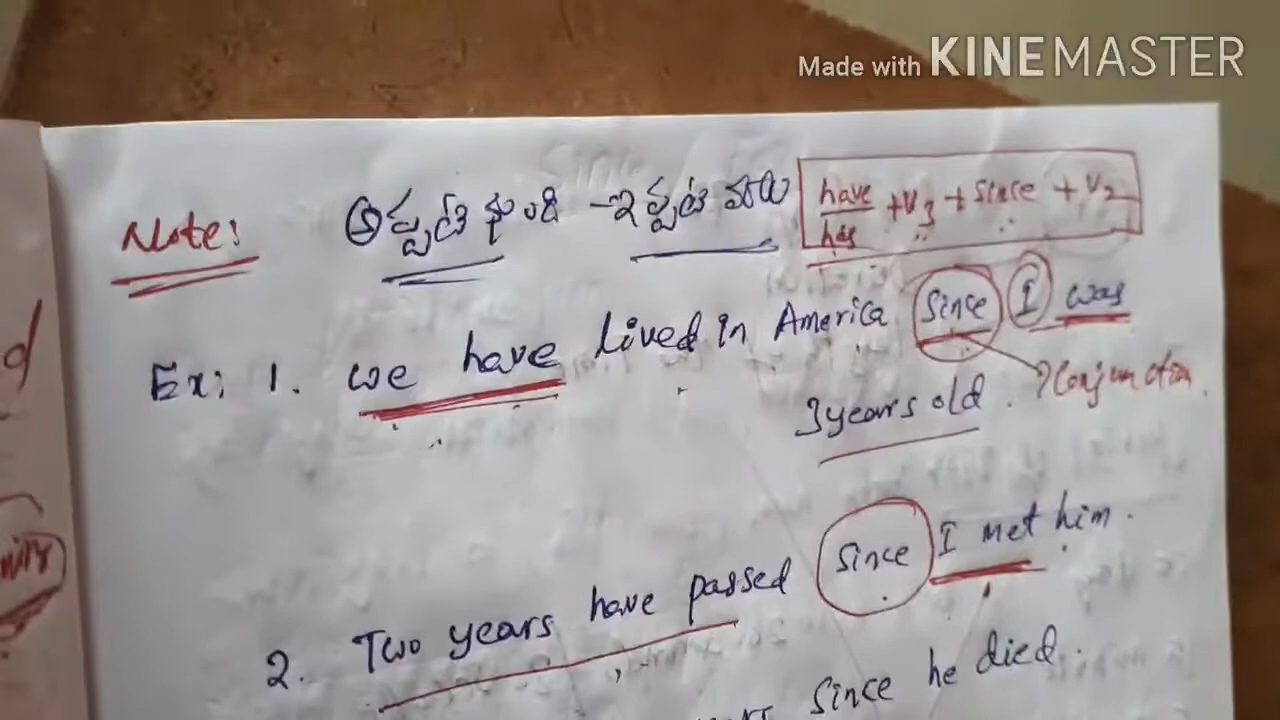 Made with KINEMASTER
Note: అప్పటి నుండి - ఇప్పటి వరకు have/has + V3 + since + V2
Ex: 1. we have lived in America since I was
3 years old. Conjunction.
2. Two years have passed since I met him.
since he died.